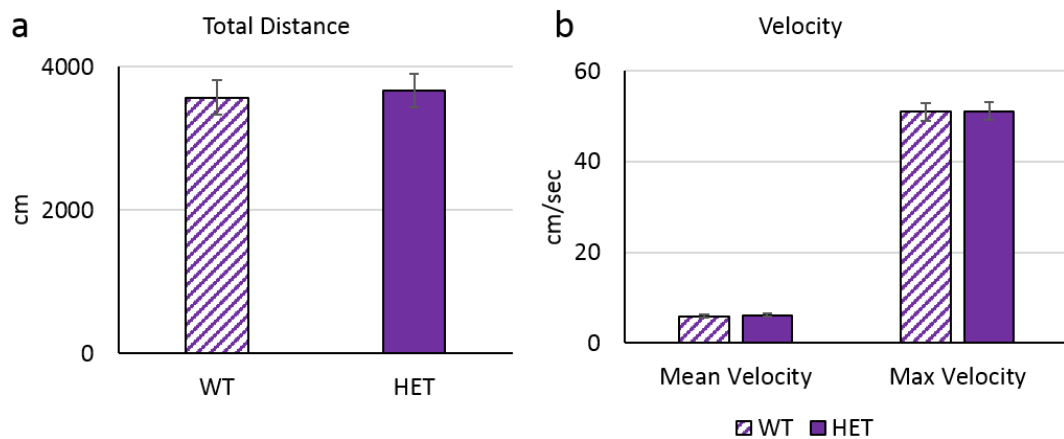 a
Total Distance
4000
2000
0
cm
WT
HET
b
Velocity
60
40
20
0
cm/sec
Mean Velocity
Max Velocity
WT
HET